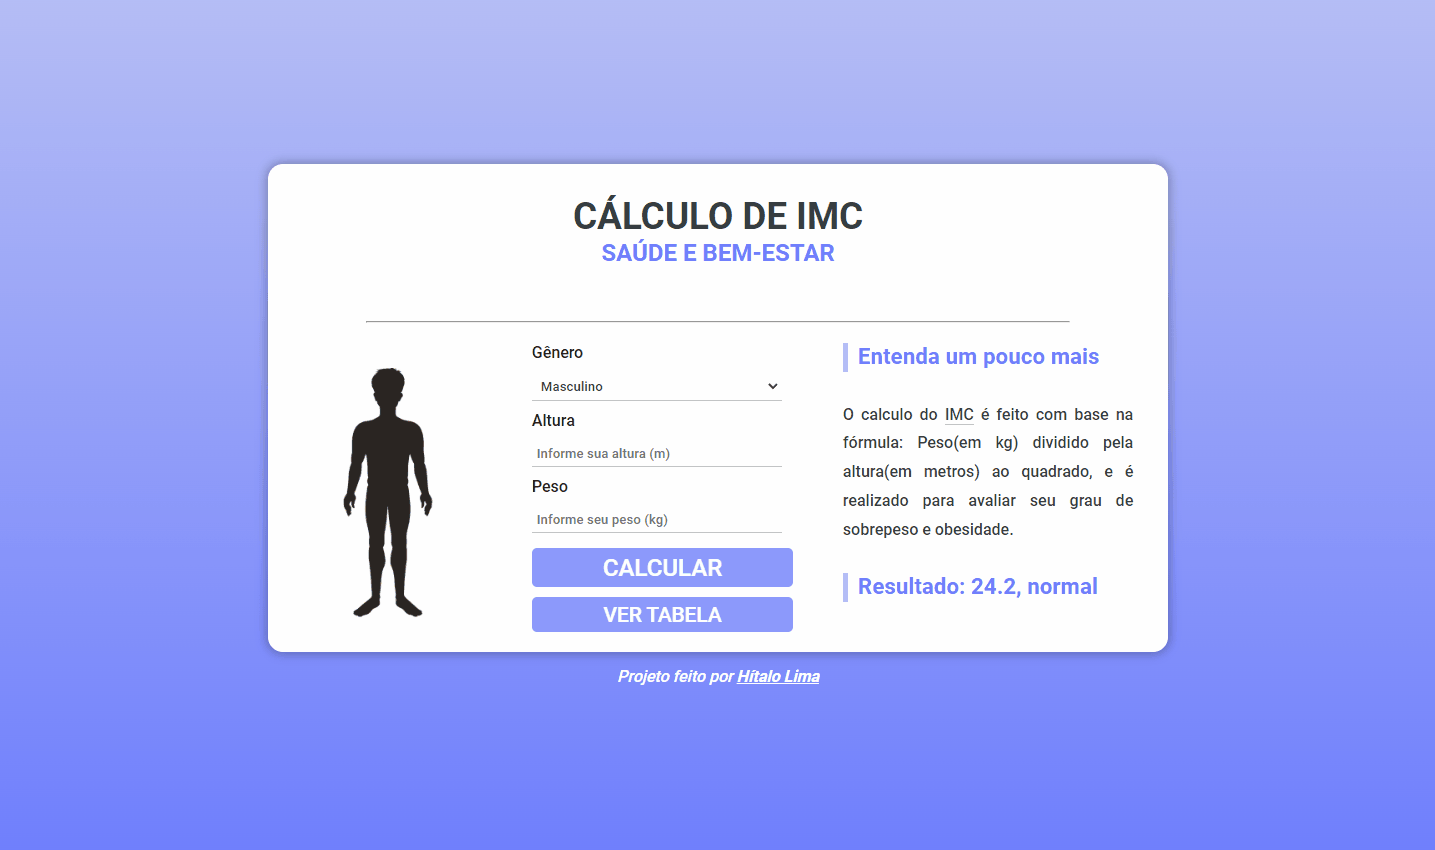 CÁLCULO DE IMC
SAÚDE E BEM-ESTAR
Gênero
Masculino
Altura
Informe sua altura (m)
Peso
Informe seu peso (kg)
CALCULAR
VER TABELA
Entenda um pouco mais
O calculo do IMC é feito com base na
fórmula: Peso(em kg) dividido pela
altura(em metros) ao quadrado, e é
realizado para avaliar seu grau de
sobrepeso e obesidade.
Resultado: 24.2, normal
Projeto feito por Hítalo Lima